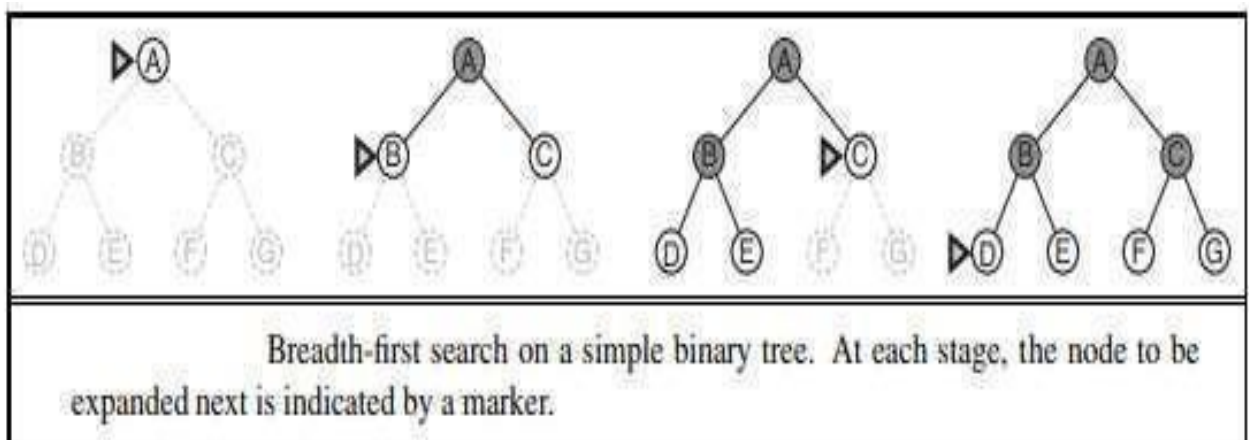 A A A A
B C B C B C B C
D E F G D E F G D E F G D E F G
Breadth-first search on a simple binary tree. At each stage, the node to be
expanded next is indicated by a marker.